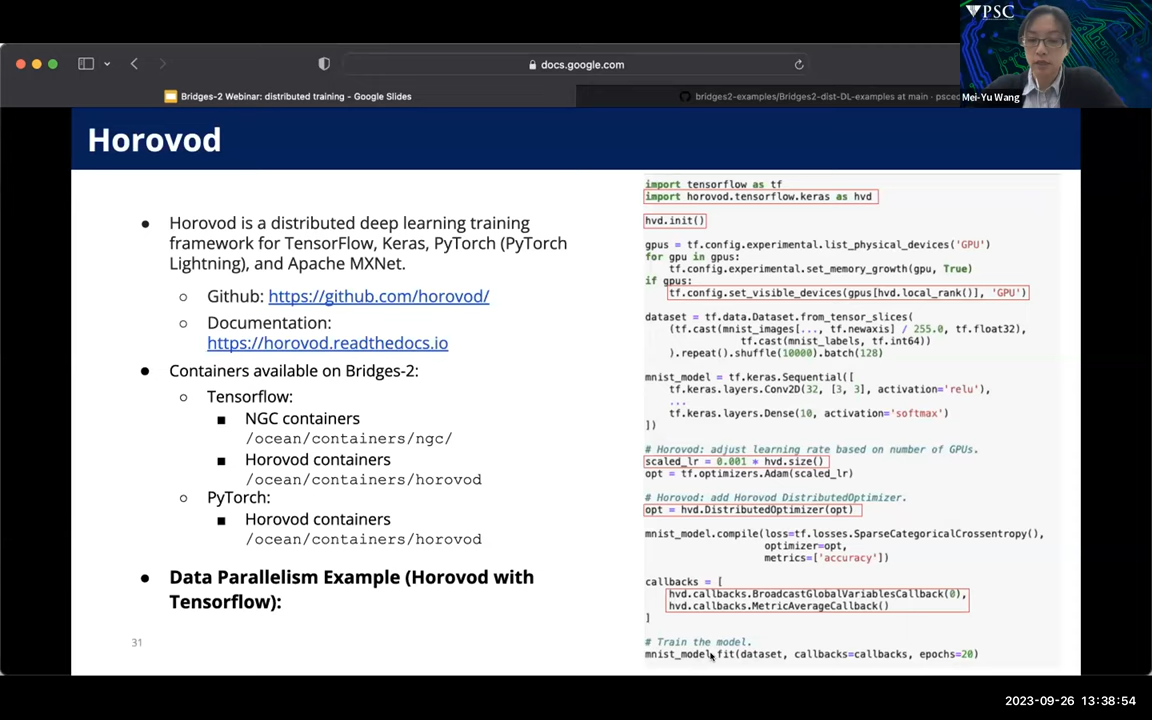 PSC
docs.google.com
Bridges-2 Webinar: distributed training - Google Slides
bridges2-examples/Bridges2-dist-DL-examples at main · psce
Mei-Yu Wang
Horovod
● Horovod is a distributed deep learning training
framework for TensorFlow, Keras, PyTorch (PyTorch
Lightning), and Apache MXNet.
○ Github: https://github.com/horovod/
○ Documentation:
https://horovod.readthedocs.io
● Containers available on Bridges-2:
○ Tensorflow:
■ NGC containers
/ocean/containers/ngc/
■ Horovod containers
/ocean/containers/horovod
○ PyTorch:
■ Horovod containers
/ocean/containers/horovod
● Data Parallelism Example (Horovod with
Tensorflow):
31
import tensorflow as tf
import horovod.tensorflow.keras as hvd
hvd.init()
gpus = tf.config.experimental.list_physical_devices('GPU')
for gpu in gpus:
tf.config.experimental.set_memory_growth(gpu, True)
if gpus:
tf.config.set_visible_devices(gpus[hvd.local_rank()], 'GPU')
dataset = tf.data.Dataset.from_tensor_slices(
(tf.cast(mnist_images[..., tf.newaxis] / 255.0, tf.float32),
tf.cast(mnist_labels, tf.int64))
).repeat().shuffle(10000).batch(128)
mnist_model = tf.keras.Sequential([
tf.keras.layers.Conv2D(32, [3, 3], activation='relu'),
...
tf.keras.layers.Dense(10, activation='softmax')
])
# Horovod: adjust learning rate based on number of GPUs.
scaled_lr = 0.001 * hvd.size()
opt = tf.optimizers.Adam(scaled_lr)
# Horovod: add Horovod DistributedOptimizer.
opt = hvd.DistributedOptimizer(opt)
mnist_model.compile(loss=tf.losses.SparseCategoricalCrossentropy(),
optimizer=opt,
metrics=['accuracy'])
callbacks = [
hvd.callbacks.BroadcastGlobalVariablesCallback(0),
hvd.callbacks.MetricAverageCallback()
]
# Train the model.
mnist_model.fit(dataset, callbacks=callbacks, epochs=20)
2023-09-26 13:38:54